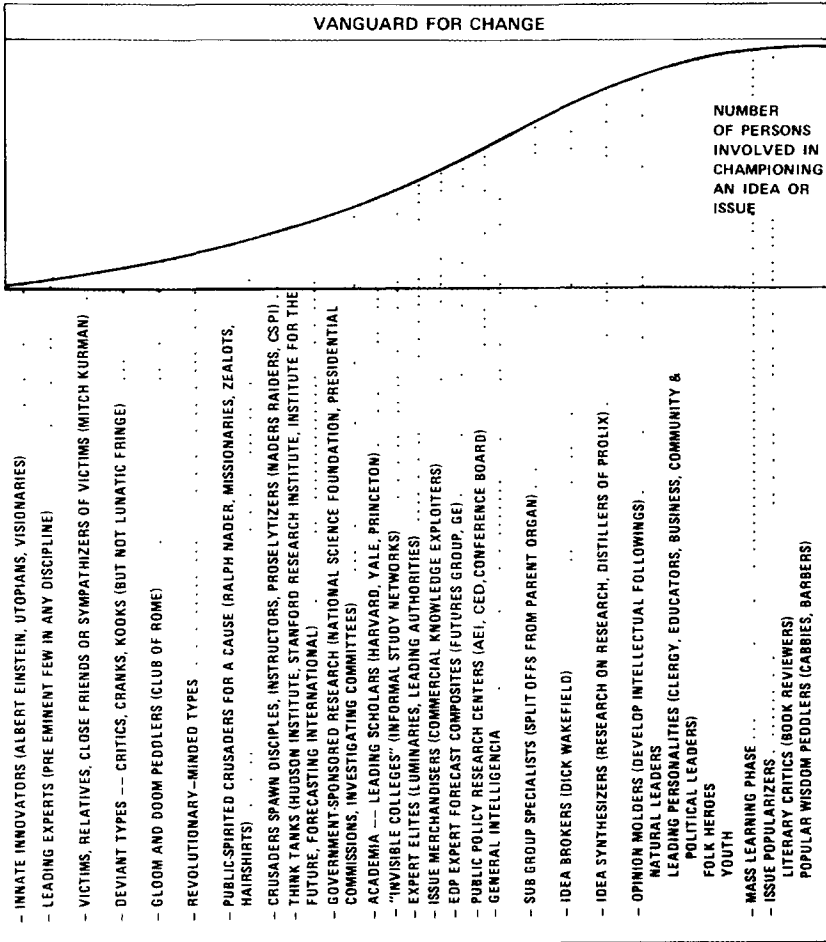 VANGUARD FOR CHANGE
NUMBER
OF PERSONS
INVOLVED IN
CHAMPIONING
AN IDEA OR
ISSUE
– INNATE INNOVATORS (ALBERT EINSTEIN, UTOPIANS, VISIONARIES)
– LEADING EXPERTS (PRE EMINENT FEW IN ANY DISCIPLINE)
– VICTIMS, RELATIVES, CLOSE FRIENDS OR SYMPATHIZERS OF VICTIMS (MITCH KURMAN)
– DEVIANT TYPES –– CRITICS, CRANKS, KOOKS (BUT NOT LUNATIC FRINGE)
– GLOOM AND DOOM PEDDLERS (CLUB OF ROME)
– REVOLUTIONARY–MINDED TYPES
– PUBLIC-SPIRITED CRUSADERS FOR A CAUSE (RALPH NADER, MISSIONARIES, ZEALOTS,
HAIRSHIRTS)
– CRUSADERS SPAWN DISCIPLES, INSTRUCTORS, PROSELYTIZERS (NADERS RAIDERS, CSPI)
– THINK TANKS (HUDSON INSTITUTE, STANFORD RESEARCH INSTITUTE, INSTITUTE FOR THE
FUTURE, FORECASTING INTERNATIONAL)
– GOVERNMENT-SPONSORED RESEARCH (NATIONAL SCIENCE FOUNDATION, PRESIDENTIAL
COMMISSIONS, INVESTIGATING COMMITTEES)
– ACADEMIA –– LEADING SCHOLARS (HARVARD, YALE, PRINCETON)
– "INVISIBLE COLLEGES" (INFORMAL STUDY NETWORKS)
– EXPERT ELITES (LUMINARIES, LEADING AUTHORITIES)
– ISSUE MERCHANDISERS (COMMERCIAL KNOWLEDGE EXPLOITERS)
– EDP EXPERT FORECAST COMPOSITES (FUTURES GROUP, GE)
– PUBLIC POLICY RESEARCH CENTERS (AEI, CED, CONFERENCE BOARD)
– GENERAL INTELLIGENCIA
– SUB GROUP SPECIALISTS (SPLIT OFFS FROM PARENT ORGAN)
– IDEA BROKERS (DICK WAKEFIELD)
– IDEA SYNTHESIZERS (RESEARCH ON RESEARCH, DISTILLERS OF PROLIX)
– OPINION MOLDERS (DEVELOP INTELLECTUAL FOLLOWINGS)
NATURAL LEADERS
LEADING PERSONALITIES (CLERGY, EDUCATORS, BUSINESS, COMMUNITY &
POLITICAL LEADERS)
FOLK HEROES
YOUTH
– MASS LEARNING PHASE
– ISSUE POPULARIZERS
LITERARY CRITICS (BOOK REVIEWERS)
POPULAR WISDOM PEDDLERS (CABBIES, BARBERS)